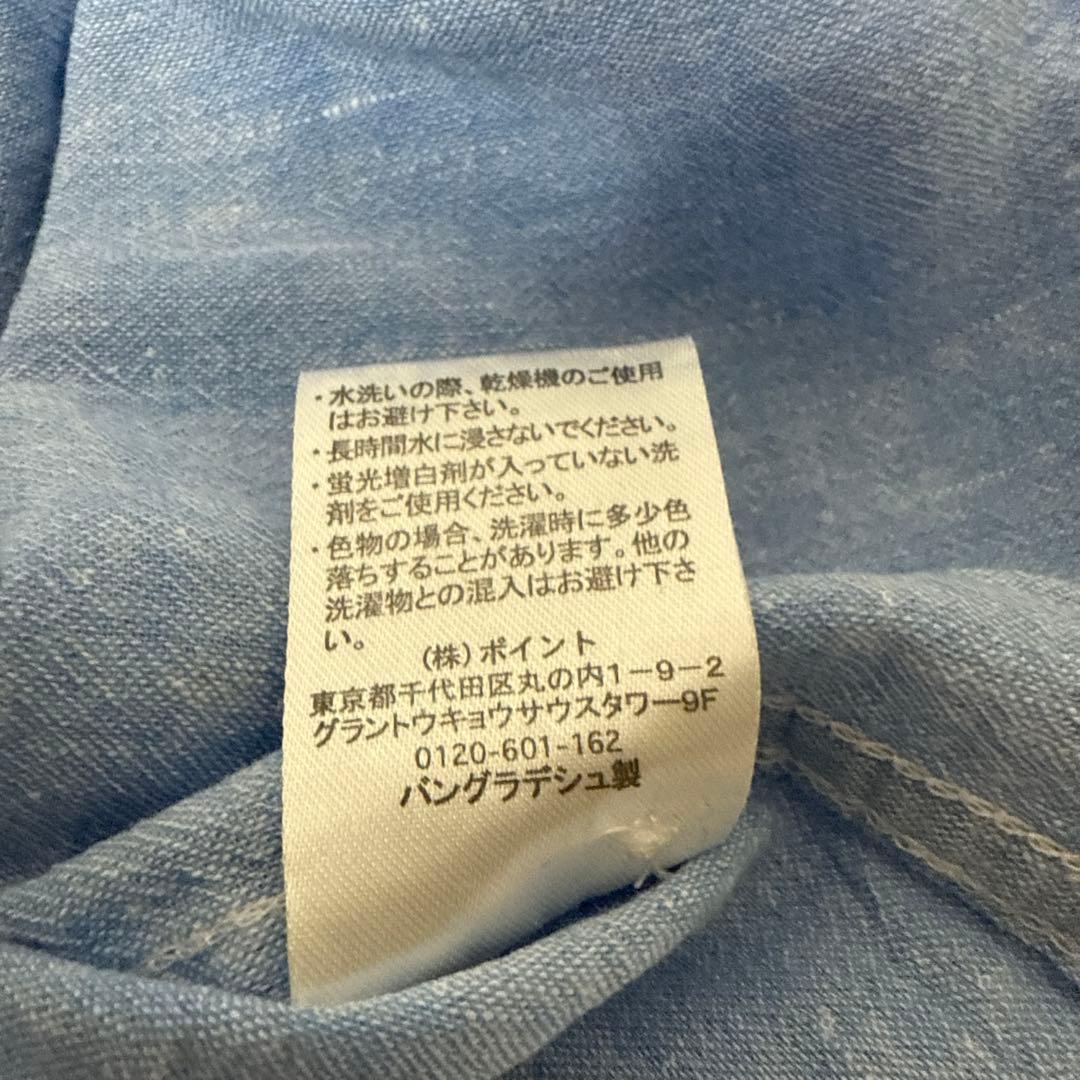 ・水洗いの際、乾燥機のご使用
はお避け下さい。
・長時間水に浸さないでください。
・蛍光増白剤が入っていない洗
剤をご使用ください。
・色物の場合、洗濯時に多少色
落ちすることがあります。他の
洗濯物との混入はお避け下さ
い。
(株)ポイント
東京都千代田区丸の内1-9-2
グラントウキョウサウスタワー9F
0120-601-162
バングラデシュ製